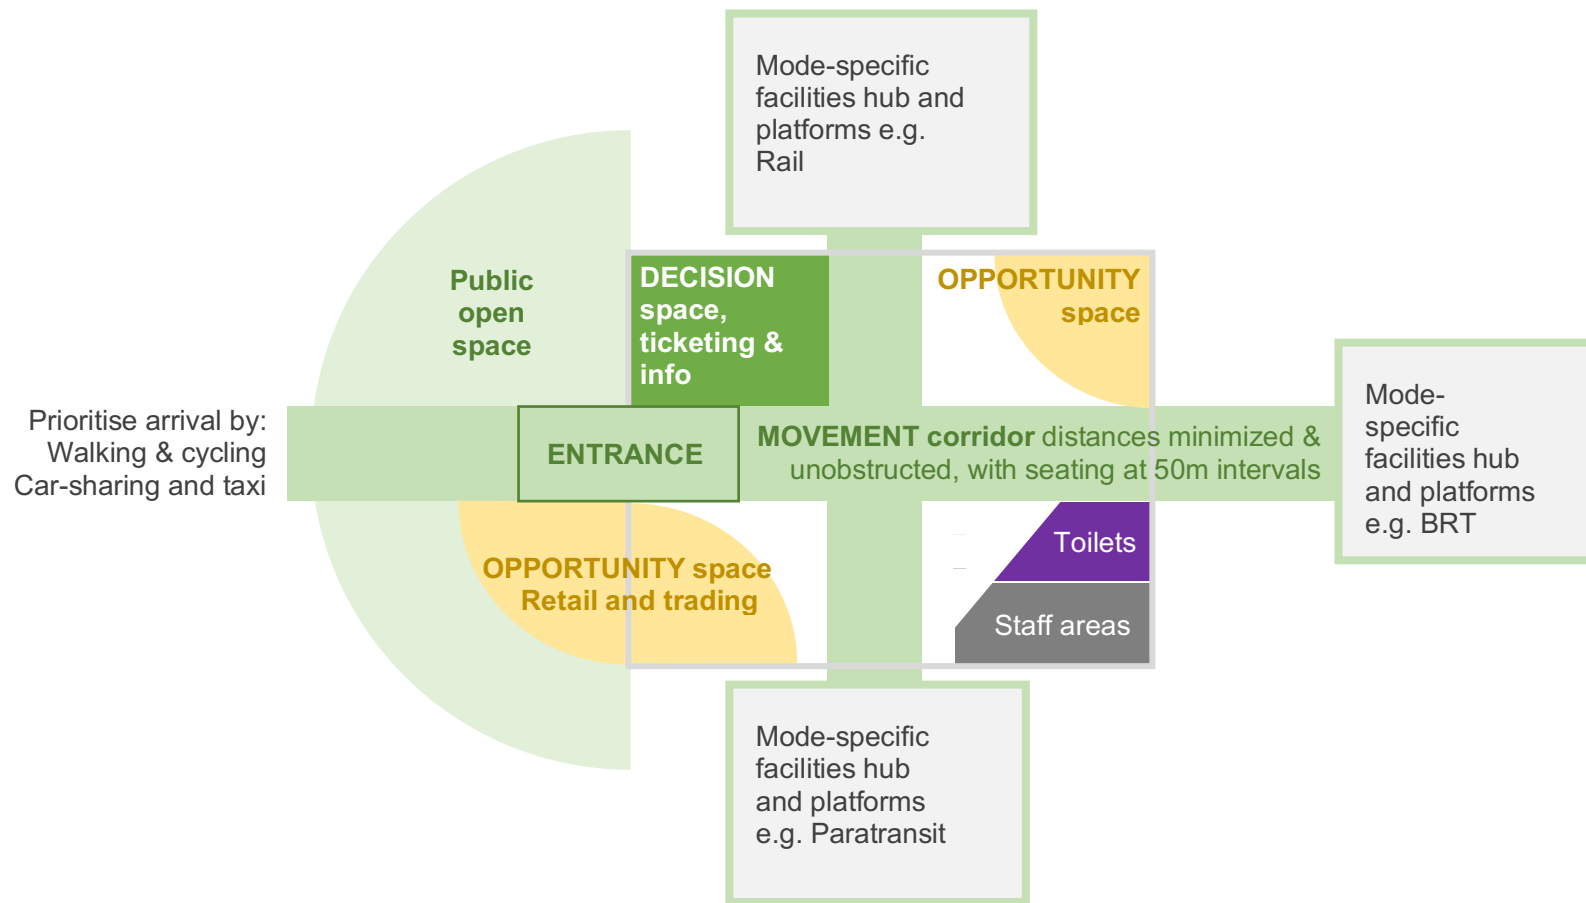 Mode-specific
facilities hub and
platforms e.g.
Rail
Public
open
space
DECISION
space,
ticketing &
info
OPPORTUNITY
space
Prioritise arrival by:
Walking & cycling
Car-sharing and taxi
ENTRANCE
MOVEMENT corridor distances minimized &
unobstructed, with seating at 50m intervals
Mode-
specific
facilities hub
and platforms
e.g. BRT
OPPORTUNITY space
Retail and trading
Toilets
Staff areas
Mode-specific
facilities hub
and platforms
e.g. Paratransit